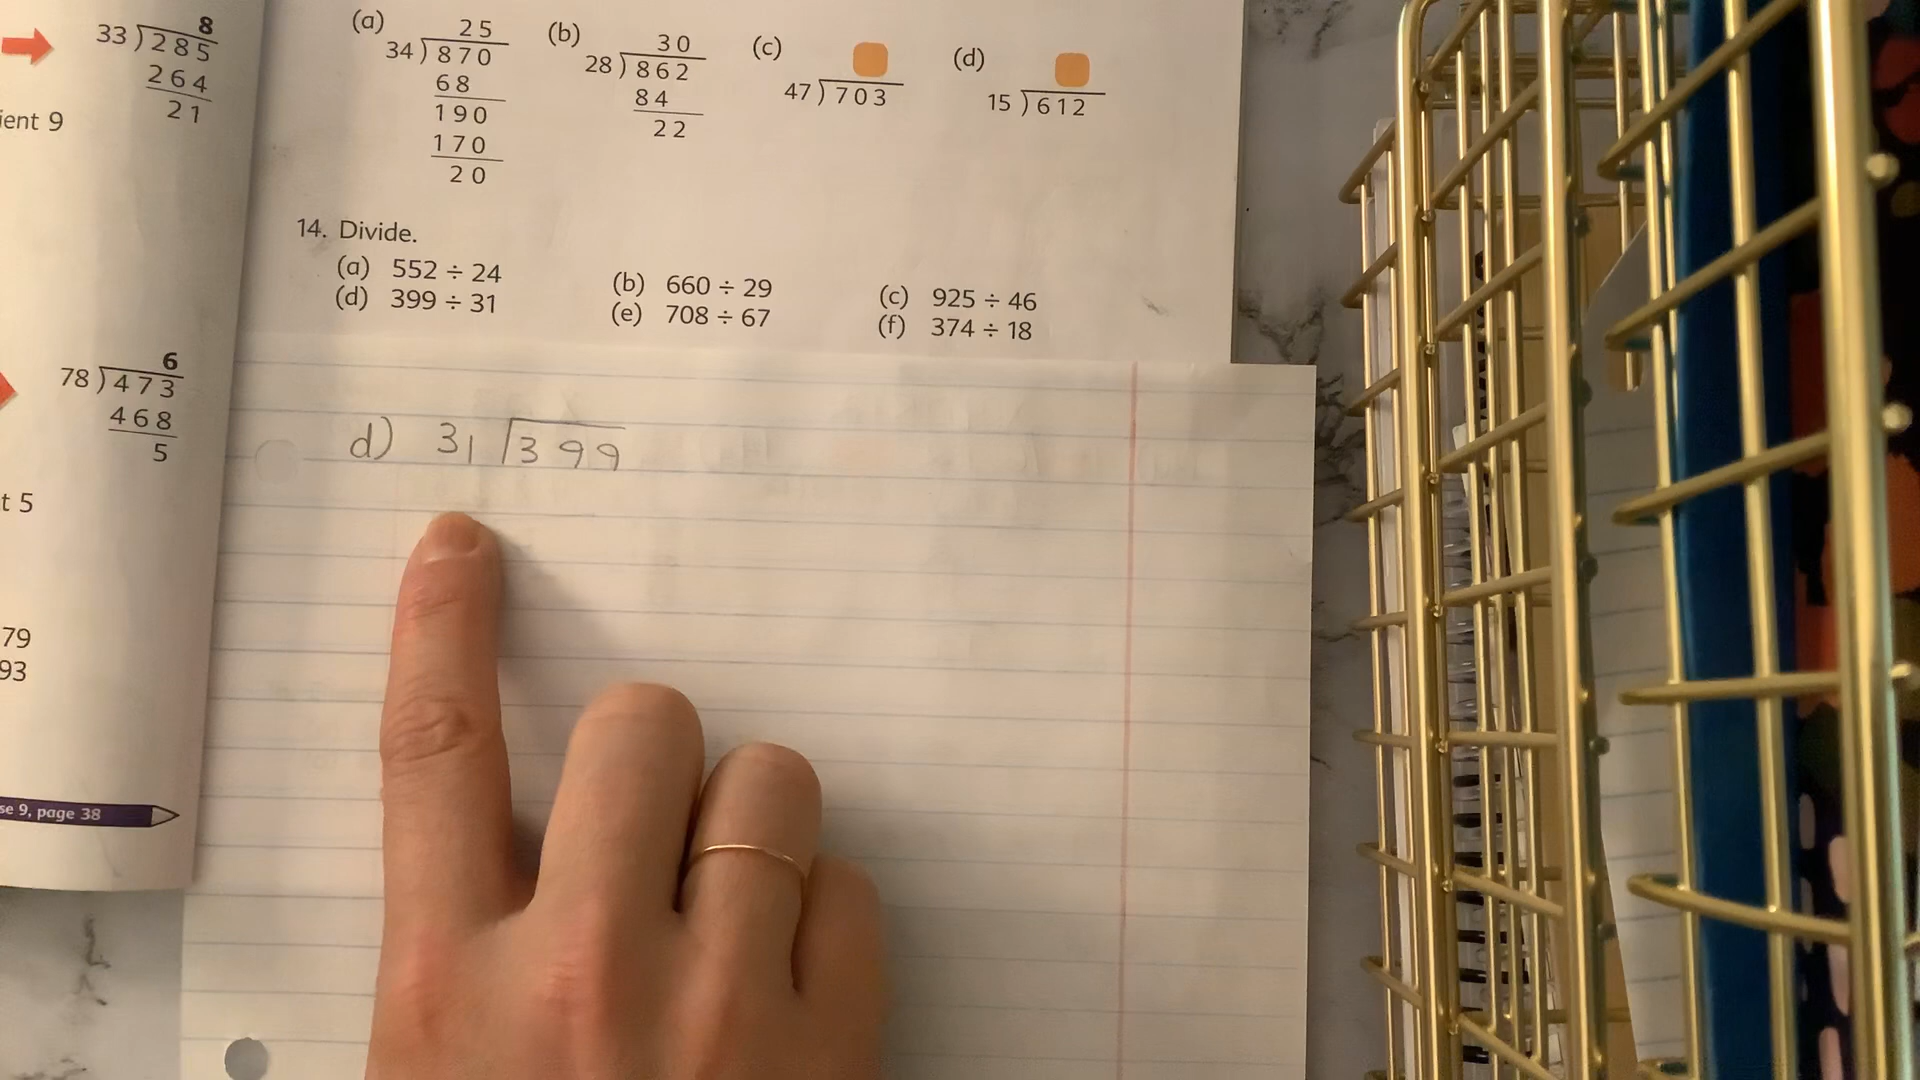 8
33)285
264
21
ient 9
6
78)473
468
5
t 5
79
93
se 9, page 38
(a) 25
34)870
68
190
170
20
(b) 30
28)862
84
22
(c)
47)703
(d)
15)612
14. Divide.
(a) 552 ÷ 24 (b) 660 ÷ 29 (c) 925 ÷ 46
(d) 399 ÷ 31 (e) 708 ÷ 67 (f) 374 ÷ 18
d) 31)399